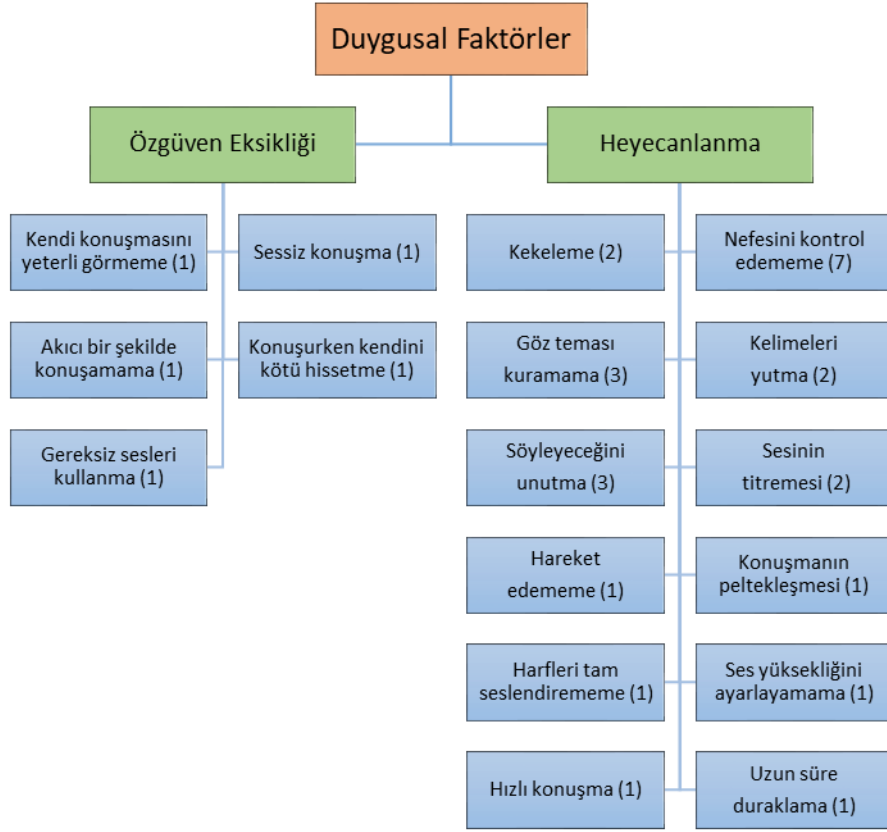 Duygusal Faktörler
Özgüven Eksikliği
Kendi konuşmasını
yeterli görmeme (1)
Sessiz konuşma (1)
Akıcı bir şekilde
konuşamama (1)
Konuşurken kendini
kötü hissetme (1)
Gereksiz sesleri
kullanma (1)
Heyecanlanma
Kekeleme (2)
Nefesini kontrol
edememe (7)
Göz teması
kuramama (3)
Kelimeleri
yutma (2)
Söyleyeceğini
unutma (3)
Sesinin
titremesi (2)
Hareket
edememe (1)
Konuşmanın
peltekleşmesi (1)
Harfleri tam
seslendirememe (1)
Ses yüksekliğini
ayarlayamama (1)
Hızlı konuşma (1)
Uzun süre
duraklama (1)